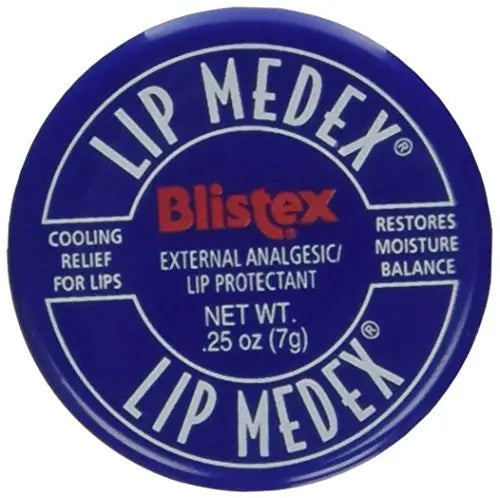 LIP MEDEX®
Blistex®
COOLING
RELIEF
FOR LIPS
EXTERNAL ANALGESIC/
LIP PROTECTANT
RESTORES
MOISTURE
BALANCE
NET WT.
.25 oz (7g)
LIP MEDEX®